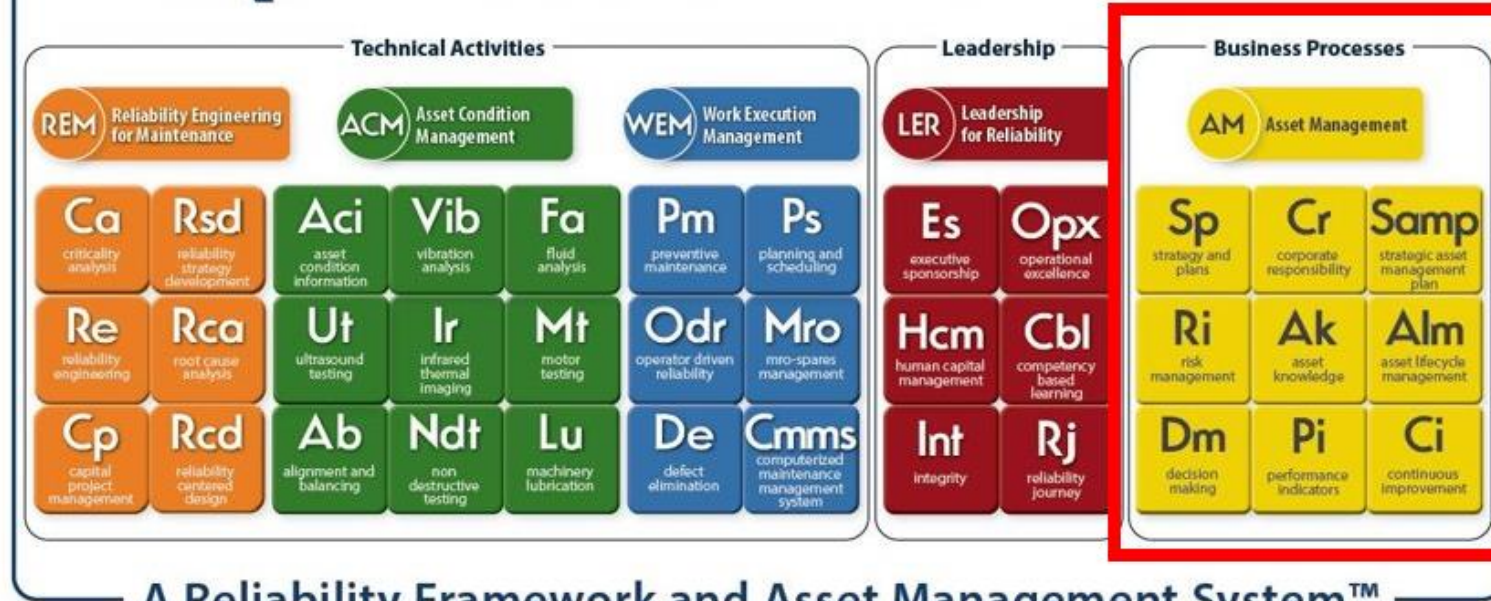 Technical Activities
Leadership
Business Processes
REM Reliability Engineering
for Maintenance
ACM Asset Condition
Management
WEM Work Execution
Management
LER Leadership
for Reliability
AM Asset Management
Ca
criticality
analysis
Rsd
reliability
strategy
development
Aci
asset
condition
information
Vib
vibration
analysis
Fa
fluid
analysis
Pm
preventive
maintenance
Ps
planning and
scheduling
Es
executive
sponsorship
Opx
operational
excellence
Sp
strategy and
plans
Cr
corporate
responsibility
Samp
strategic asset
management
plan
Re
reliability
engineering
Rca
root cause
analysis
Ut
ultrasound
testing
Ir
infrared
thermal
imaging
Mt
motor
testing
Odr
operator driven
reliability
Mro
mro-spares
management
Hcm
human capital
management
Cbl
competency
based
learning
Ri
risk
management
Ak
asset
knowledge
Alm
asset lifecycle
management
Cp
capital
project
management
Rcd
reliability
centered
design
Ab
alignment and
balancing
Ndt
non
destructive
testing
Lu
machinery
lubrication
De
defect
elimination
Cmms
computerized
maintenance
management
system
Int
integrity
Rj
reliability
journey
Dm
decision
making
Pi
performance
indicators
Ci
continuous
improvement
A Reliability Framework and Asset Management System™